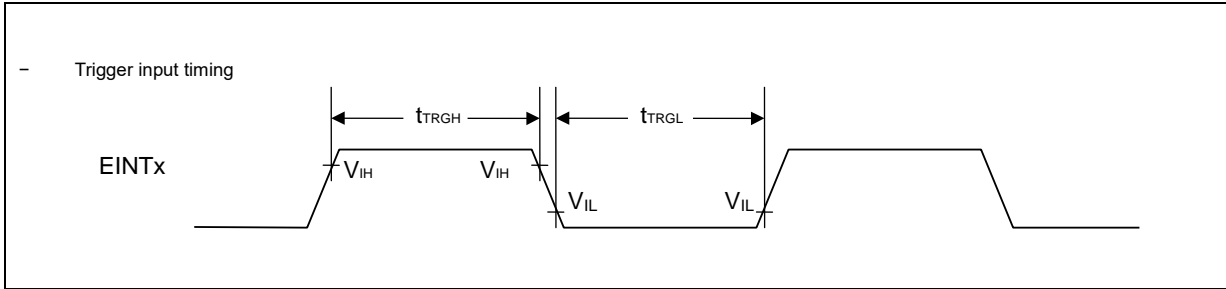 − Trigger input timing
tTRGH tTRGL
EINTx
VIH VIH
VIL VIL